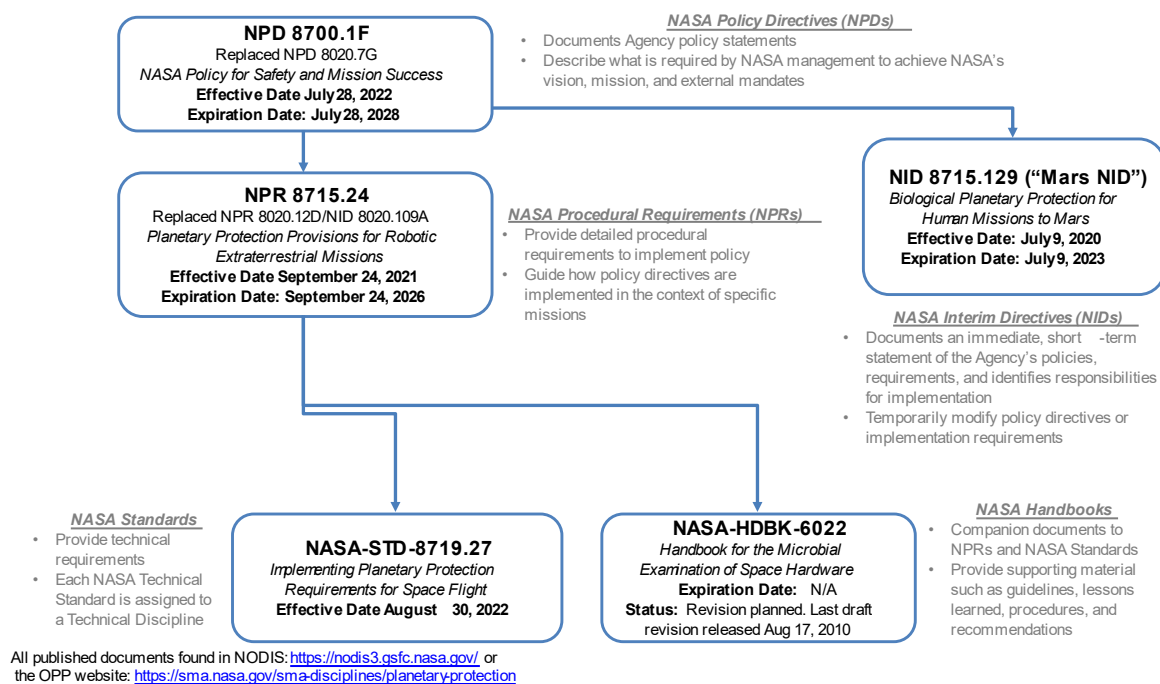 NPD 8700.1F
Replaced NPD 8020.7G
NASA Policy for Safety and Mission Success
Effective Date July 28, 2022
Expiration Date: July 28, 2028
NASA Policy Directives (NPDs)
• Documents Agency policy statements
• Describe what is required by NASA management to achieve NASA's
vision, mission, and external mandates
NPR 8715.24
Replaced NPR 8020.12D/NID 8020.109A
Planetary Protection Provisions for Robotic
Extraterrestrial Missions
Effective Date September 24, 2021
Expiration Date: September 24, 2026
NASA Procedural Requirements (NPRs)
• Provide detailed procedural
requirements to implement policy
• Guide how policy directives are
implemented in the context of specific
missions
NID 8715.129 ("Mars NID")
Biological Planetary Protection for
Human Missions to Mars
Effective Date: July 9, 2020
Expiration Date: July 9, 2023
NASA Interim Directives (NIDs)
• Documents an immediate, short -term
statement of the Agency's policies,
requirements, and identifies responsibilities
for implementation
• Temporarily modify policy directives or
implementation requirements
NASA Standards
• Provide technical
requirements
• Each NASA Technical
Standard is assigned to
a Technical Discipline
NASA-STD-8719.27
Implementing Planetary Protection
Requirements for Space Flight
Effective Date August 30, 2022
NASA-HDBK-6022
Handbook for the Microbial
Examination of Space Hardware
Expiration Date: N/A
Status: Revision planned. Last draft
revision released Aug 17, 2010
NASA Handbooks
• Companion documents to
NPRs and NASA Standards
• Provide supporting material
such as guidelines, lessons
learned, procedures, and
recommendations
All published documents found in NODIS: https://nodis3.gsfc.nasa.gov/ or
the OPP website: https://sma.nasa.gov/sma-disciplines/planetary-protection